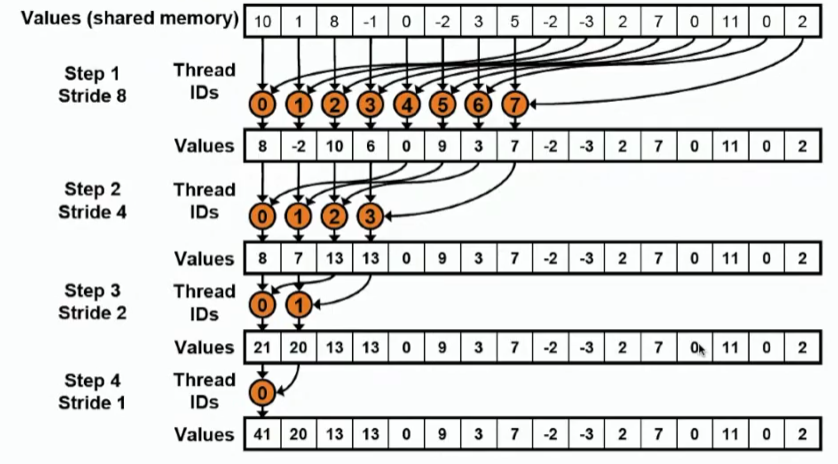 Values (shared memory) 10 1 8 -1 0 -2 3 5 -2 -3 2 7 0 11 0 2
Step 1 Thread
Stride 8 IDs
0 1 2 3 4 5 6 7
Values 8 -2 10 6 0 9 3 7 -2 -3 2 7 0 11 0 2
Step 2 Thread
Stride 4 IDs
0 1 2 3
Values 8 7 13 13 0 9 3 7 -2 -3 2 7 0 11 0 2
Step 3 Thread
Stride 2 IDs
0 1
Values 21 20 13 13 0 9 3 7 -2 -3 2 7 0 11 0 2
Step 4 Thread
Stride 1 IDs
0
Values 41 20 13 13 0 9 3 7 -2 -3 2 7 0 11 0 2